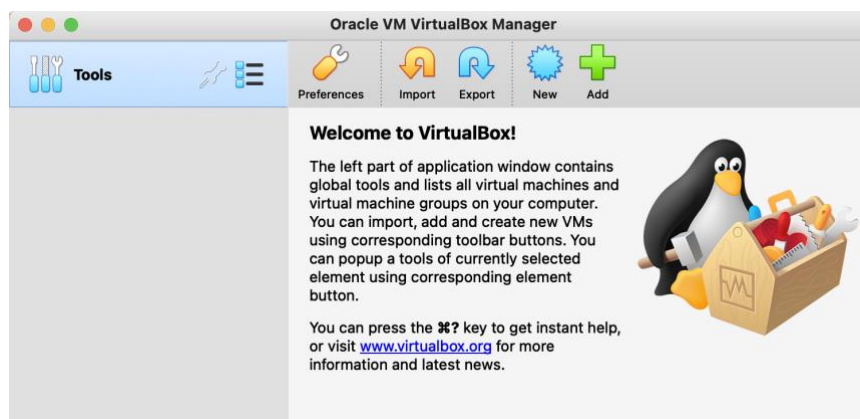 Oracle VM VirtualBox Manager
Tools
Preferences
Import
Export
New
Add
Welcome to VirtualBox!
The left part of application window contains
global tools and lists all virtual machines and
virtual machine groups on your computer.
You can import, add and create new VMs
using corresponding toolbar buttons. You
can popup a tools of currently selected
element using corresponding element
button.
You can press the ⌘? key to get instant help,
or visit www.virtualbox.org for more
information and latest news.